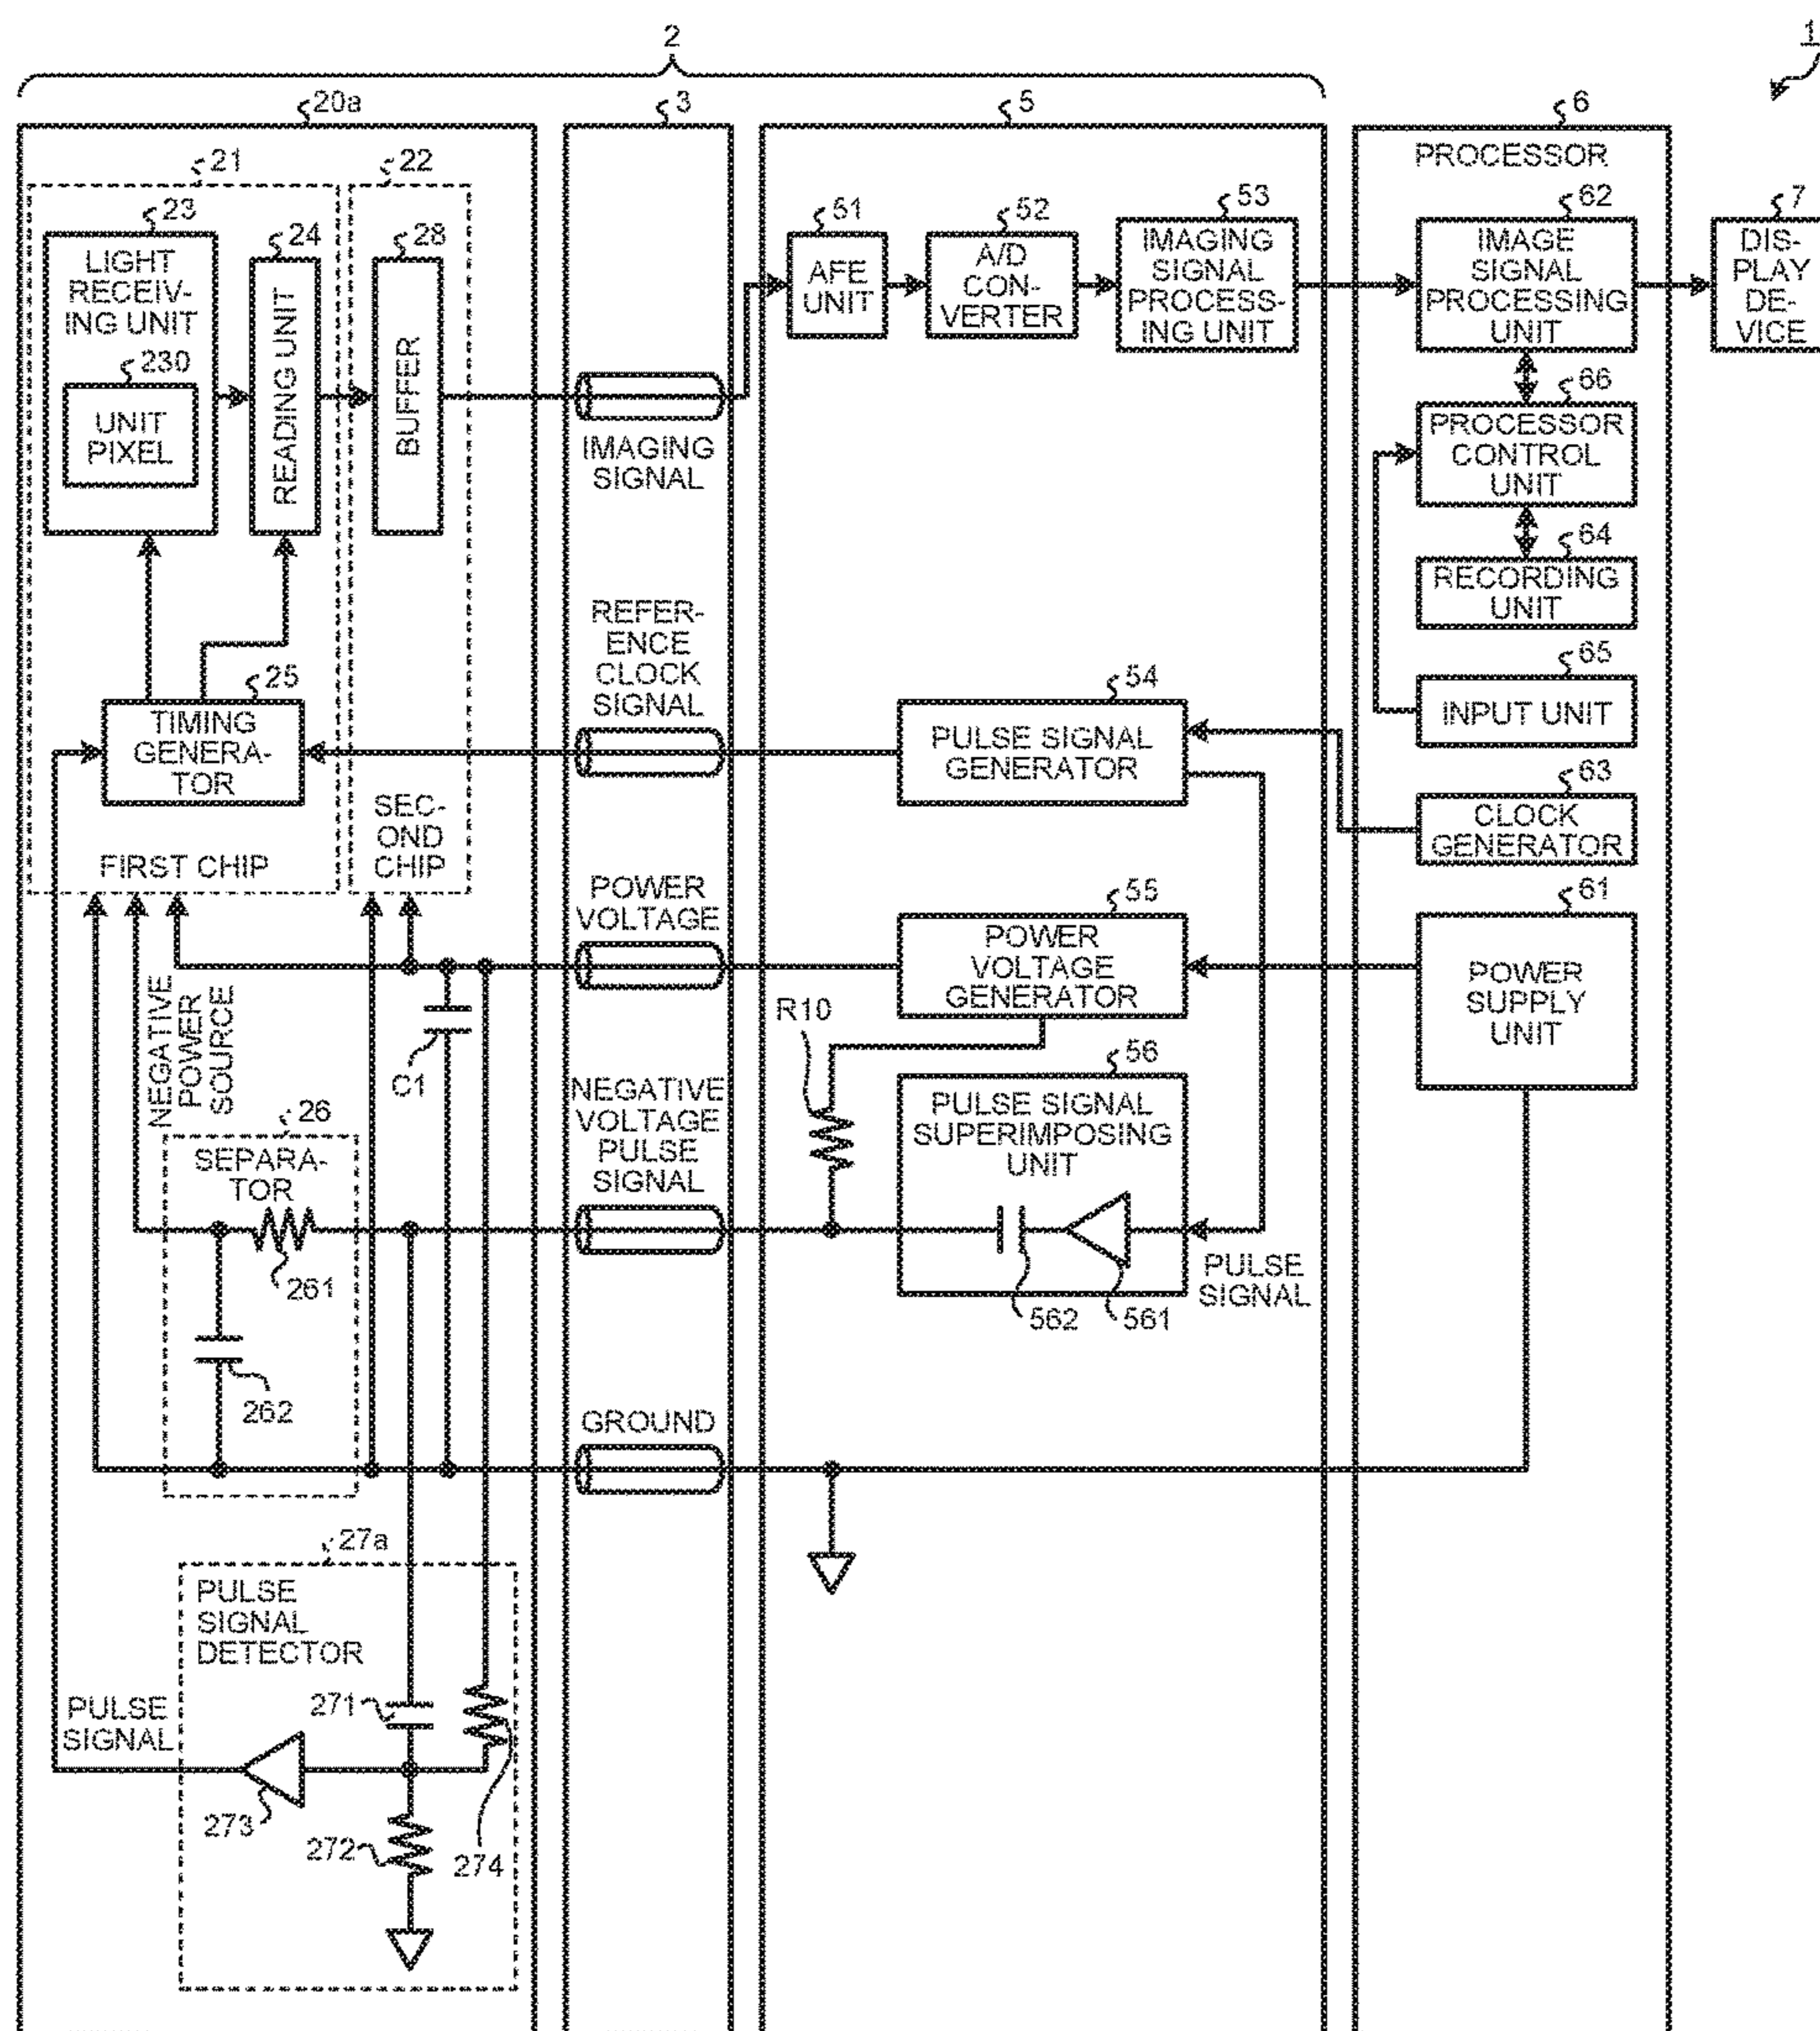 1
2
20a
3
5
6
PROCESSOR
21
22
23
LIGHT
RECEIV-
ING UNIT
230
UNIT
PIXEL
24
READING UNIT
28
BUFFER
IMAGING
SIGNAL
51
AFE
UNIT
52
A/D
CON-
VERTER
53
IMAGING
SIGNAL
PROCESS-
ING UNIT
62
IMAGE
SIGNAL
PROCESSING
UNIT
7
DIS-
PLAY
DE-
VICE
66
PROCESSOR
CONTROL
UNIT
64
RECORDING
UNIT
65
INPUT UNIT
63
CLOCK
GENERATOR
61
POWER
SUPPLY
UNIT
25
TIMING
GENERA-
TOR
FIRST CHIP
SEC-
OND
CHIP
REFER-
ENCE
CLOCK
SIGNAL
54
PULSE SIGNAL
GENERATOR
POWER
VOLTAGE
55
POWER
VOLTAGE
GENERATOR
R10
NEGATIVE
POWER
SOURCE
C1
26
SEPARA-
TOR
261
262
NEGATIVE
VOLTAGE
PULSE
SIGNAL
56
PULSE SIGNAL
SUPERIMPOSING
UNIT
562
561
PULSE
SIGNAL
GROUND
27a
PULSE
SIGNAL
DETECTOR
PULSE
SIGNAL
271
273
272
274